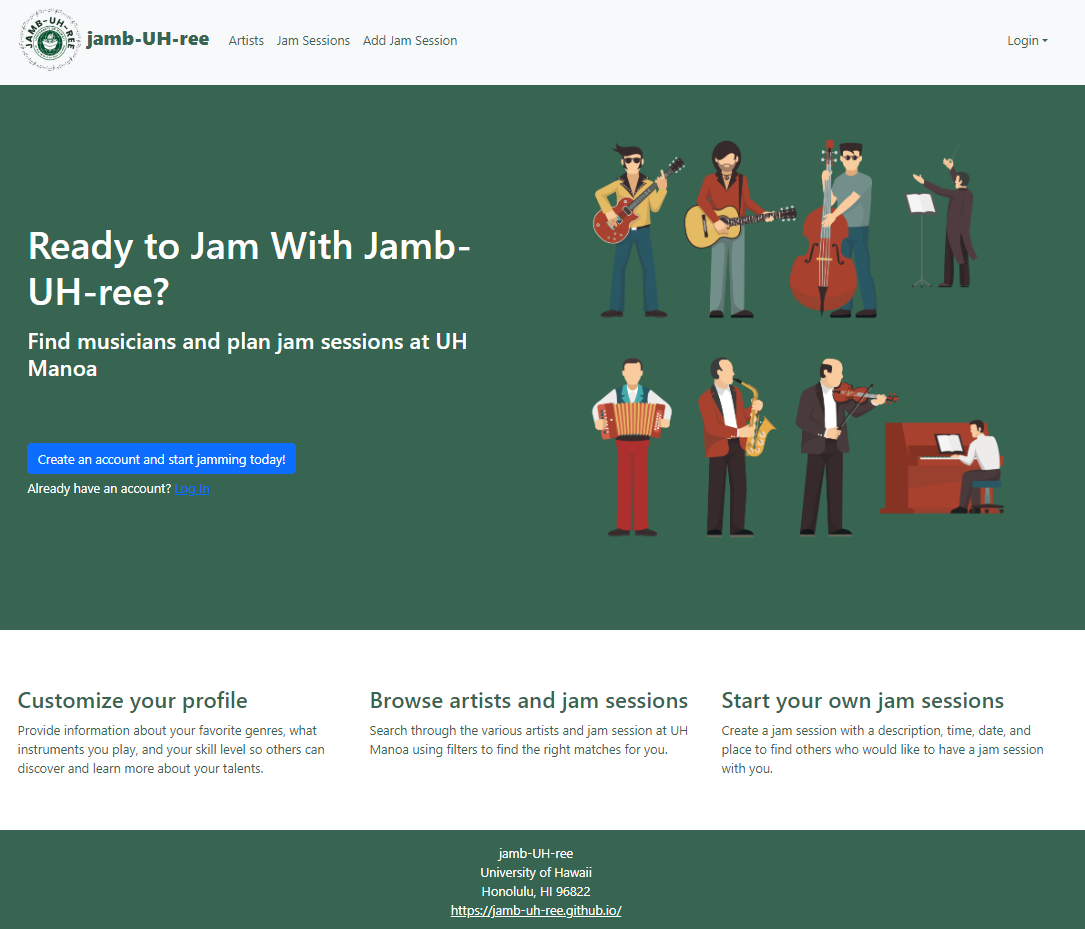 JAMB-UH-REE
jamb-UH-ree
Artists
Jam Sessions
Add Jam Session
Login
Ready to Jam With Jamb-
UH-ree?
Find musicians and plan jam sessions at UH
Manoa
Create an account and start jamming today!
Already have an account? Log In
Customize your profile
Provide information about your favorite genres, what
instruments you play, and your skill level so others can
discover and learn more about your talents.
Browse artists and jam sessions
Search through the various artists and jam session at UH
Manoa using filters to find the right matches for you.
Start your own jam sessions
Create a jam session with a description, time, date, and
place to find others who would like to have a jam session
with you.
jamb-UH-ree
University of Hawaii
Honolulu, HI 96822
https://jamb-uh-ree.github.io/